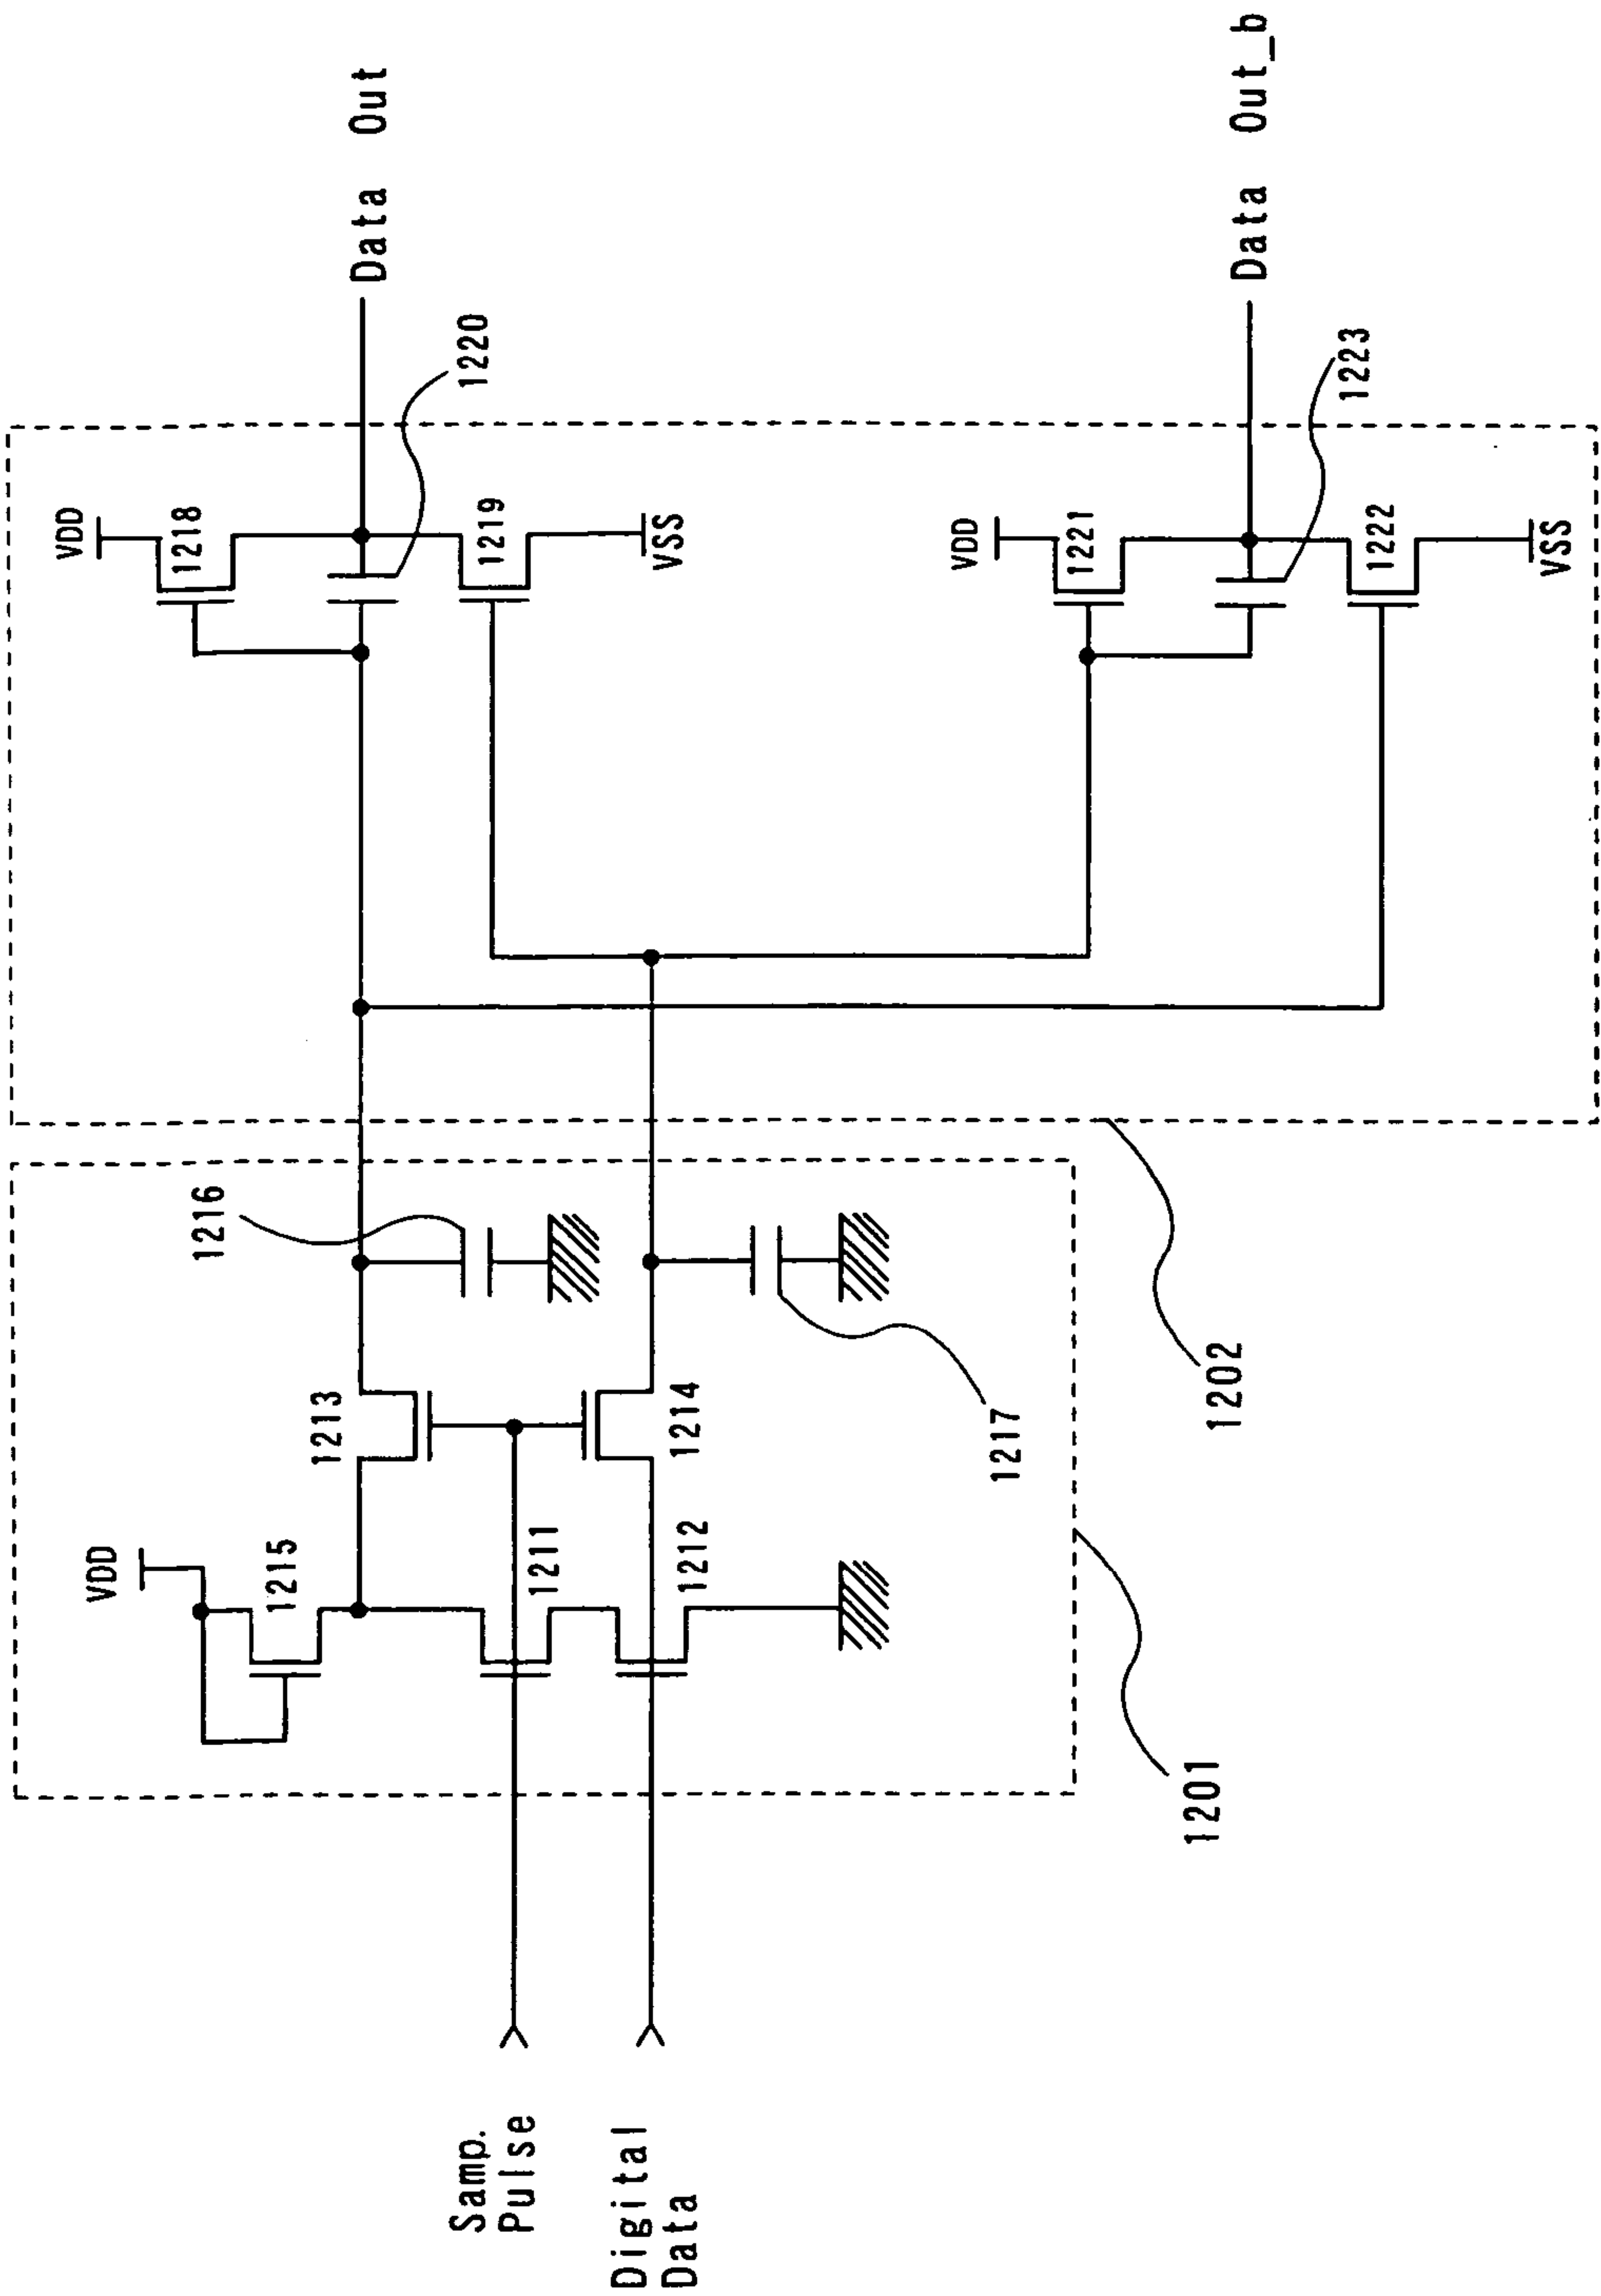 VDD
1218
1220
1219
VSS
Data Out
VDD
1221
1223
1222
VSS
Data Out_b
1202
1216
1213
1214
1217
VDD
1215
1211
1212
1201
Samp.
Pulse
Digital
Data